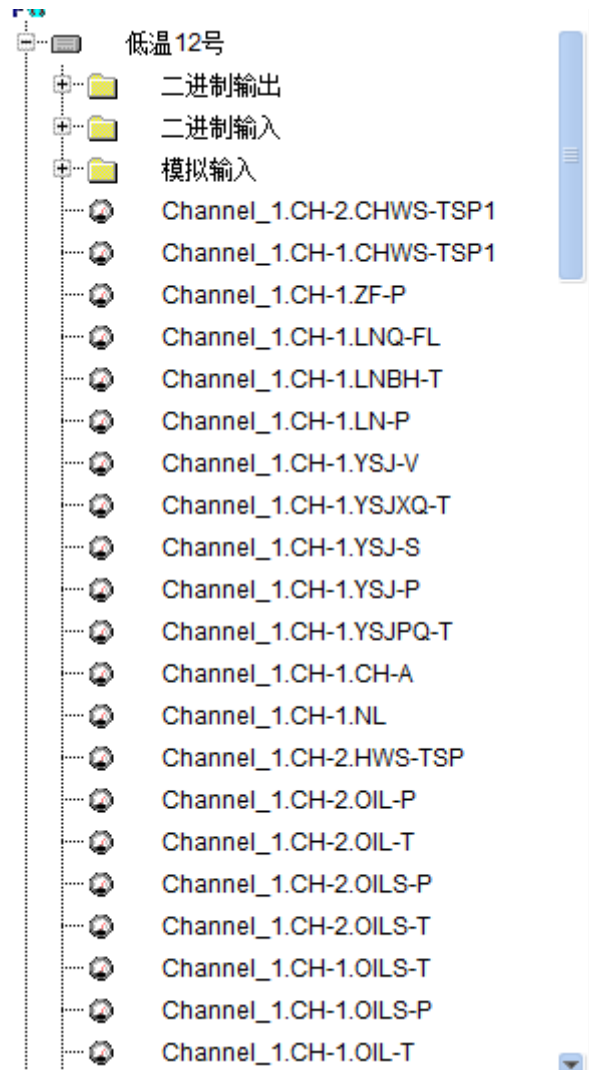 低温12号
二进制输出
二进制输入
模拟输入
Channel_1.CH-2.CHWS-TSP1
Channel_1.CH-1.CHWS-TSP1
Channel_1.CH-1.ZF-P
Channel_1.CH-1.LNQ-FL
Channel_1.CH-1.LNBH-T
Channel_1.CH-1.LN-P
Channel_1.CH-1.YSJ-V
Channel_1.CH-1.YSJXQ-T
Channel_1.CH-1.YSJ-S
Channel_1.CH-1.YSJ-P
Channel_1.CH-1.YSJPQ-T
Channel_1.CH-1.CH-A
Channel_1.CH-1.NL
Channel_1.CH-2.HWS-TSP
Channel_1.CH-2.OIL-P
Channel_1.CH-2.OIL-T
Channel_1.CH-2.OILS-P
Channel_1.CH-2.OILS-T
Channel_1.CH-1.OILS-T
Channel_1.CH-1.OILS-P
Channel_1.CH-1.OIL-T